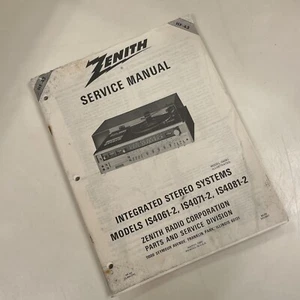 ZENITH
SERVICE MANUAL
INTEGRATED STEREO SYSTEMS
MODELS IS4061-2, IS4071-2, IS4081-2
ZENITH RADIO CORPORATION
PARTS AND SERVICE DIVISION